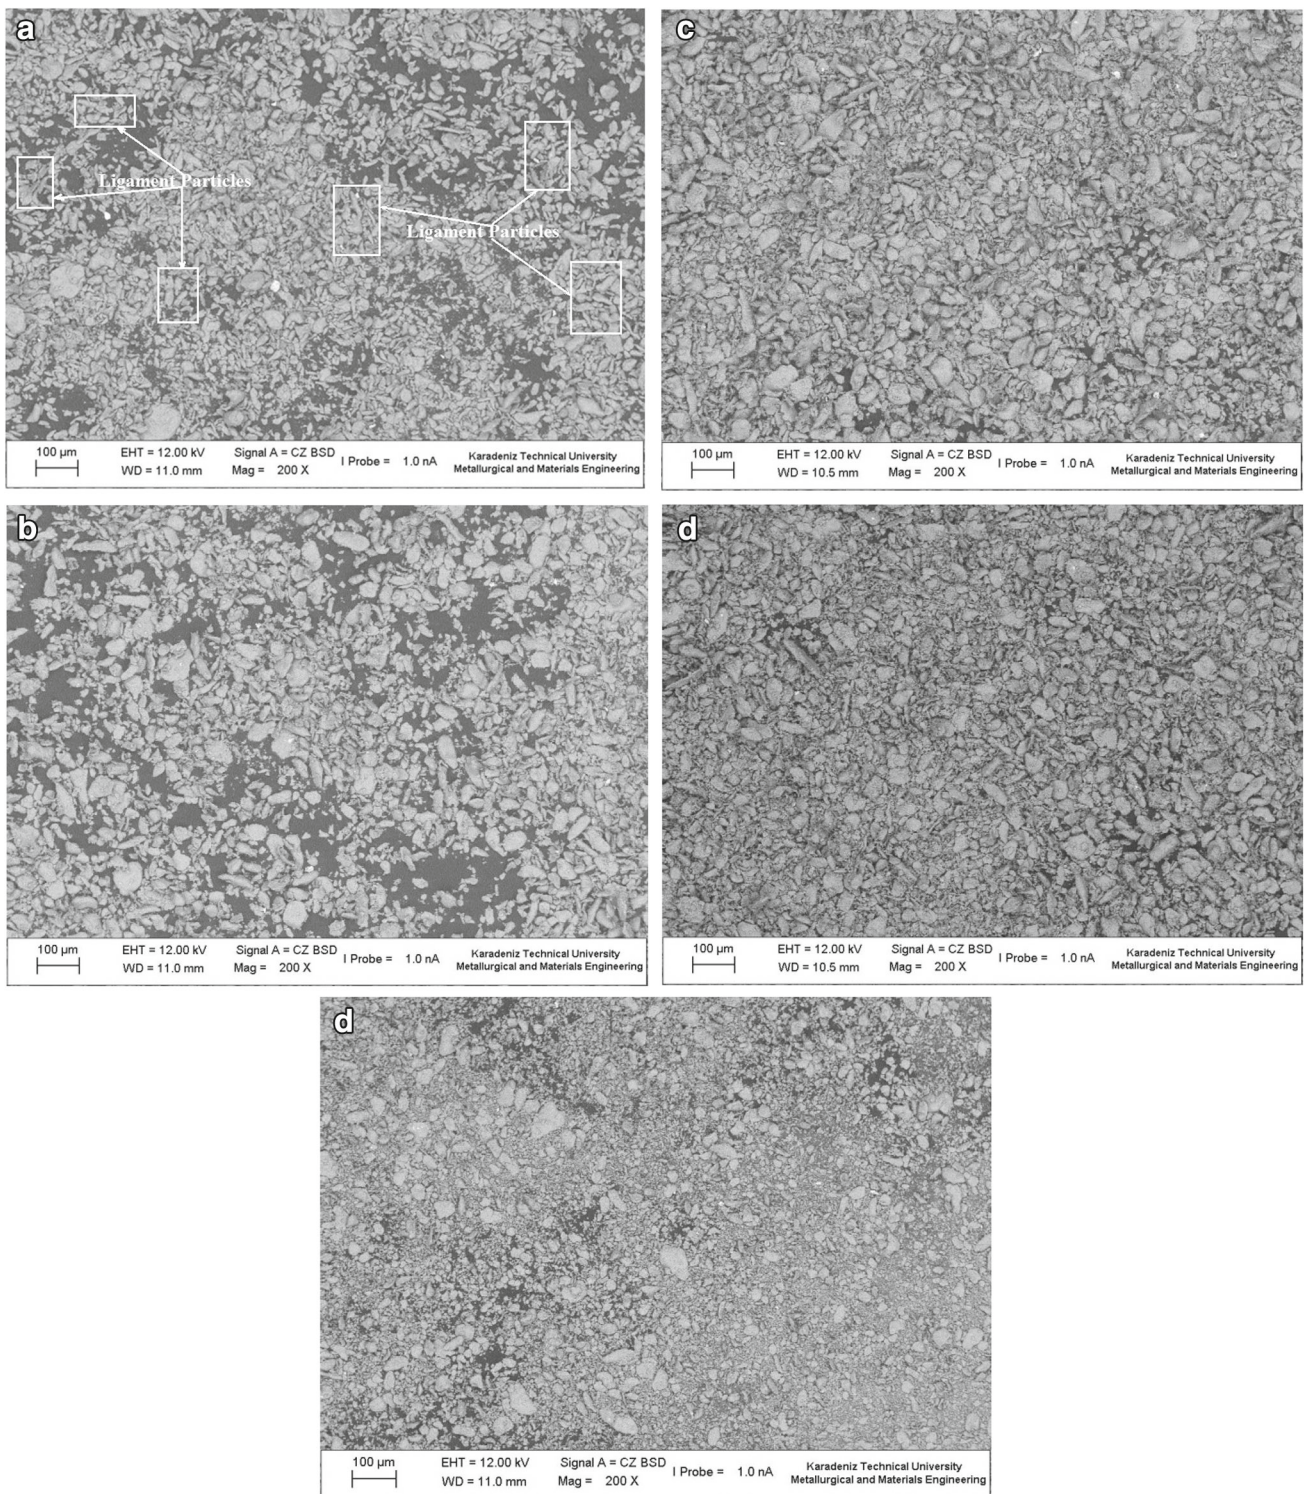 a
Ligament Particles
Ligament Particles
100 µm
EHT = 12.00 kV
WD = 11.0 mm
Signal A = CZ BSD
Mag = 200 X
I Probe = 1.0 nA
Karadeniz Technical University
Metallurgical and Materials Engineering
c
100 µm
EHT = 12.00 kV
WD = 10.5 mm
Signal A = CZ BSD
Mag = 200 X
I Probe = 1.0 nA
Karadeniz Technical University
Metallurgical and Materials Engineering
b
100 µm
EHT = 12.00 kV
WD = 11.0 mm
Signal A = CZ BSD
Mag = 200 X
I Probe = 1.0 nA
Karadeniz Technical University
Metallurgical and Materials Engineering
d
100 µm
EHT = 12.00 kV
WD = 10.5 mm
Signal A = CZ BSD
Mag = 200 X
I Probe = 1.0 nA
Karadeniz Technical University
Metallurgical and Materials Engineering
d
100 µm
EHT = 12.00 kV
WD = 11.0 mm
Signal A = CZ BSD
Mag = 200 X
I Probe = 1.0 nA
Karadeniz Technical University
Metallurgical and Materials Engineering